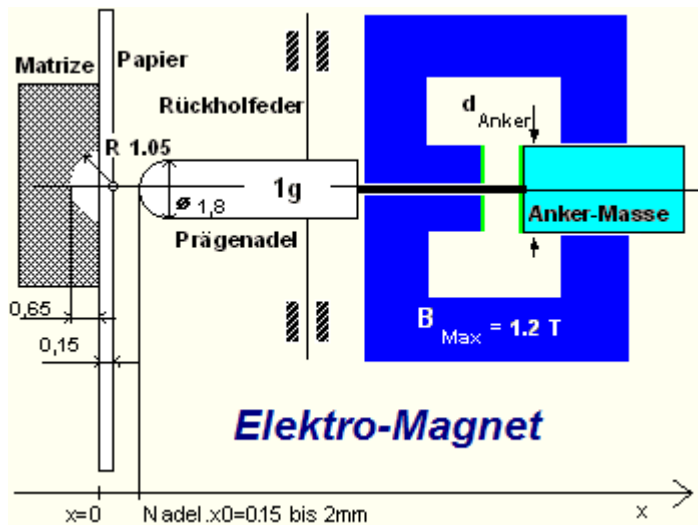 Matrize
Papier
Rückholfeder
d Anker
R 1.05
1g
ø 1,8
Anker-Masse
Prägenadel
0,65
0,15
B Max = 1.2 T
Elektro-Magnet
x=0
Nadel.x0=0.15 bis 2mm
x